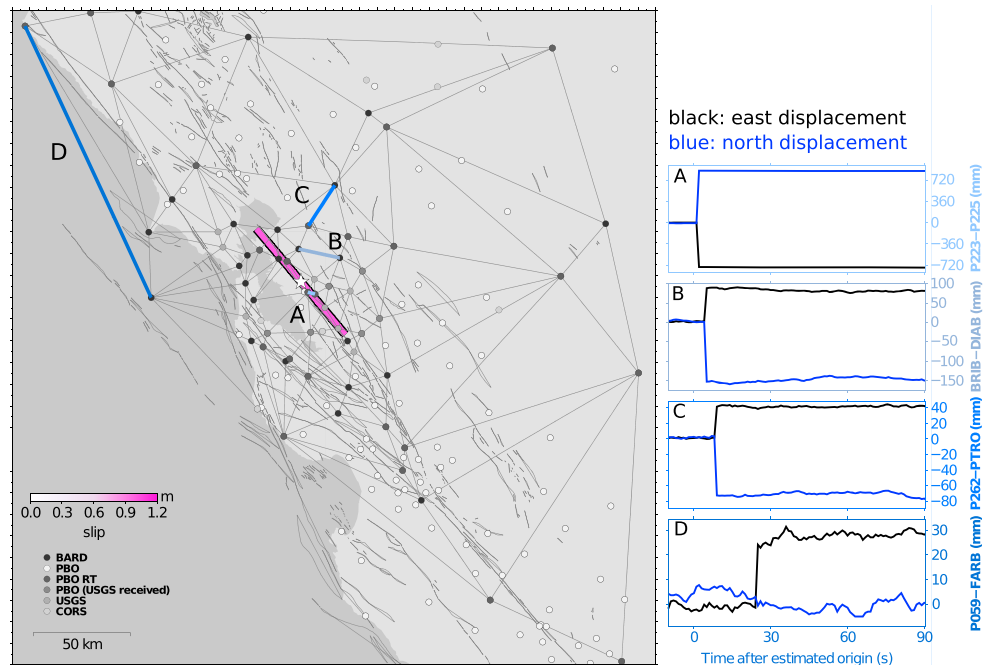 D
C
B
A
0.0 0.3 0.6 0.9 1.2 m
slip
BARD
PBO
PBO RT
PBO (USGS received)
USGS
CORS
50 km
black: east displacement
blue: north displacement
A
720
360
0
−360
−720
P223−P225 (mm)
B
100
50
0
−50
−100
−150
BRIB−DIAB (mm)
C
40
20
0
−20
−40
−60
−80
P262−PTRO (mm)
D
30
20
10
0
P059−FARB (mm)
0 30 60 90
Time after estimated origin (s)